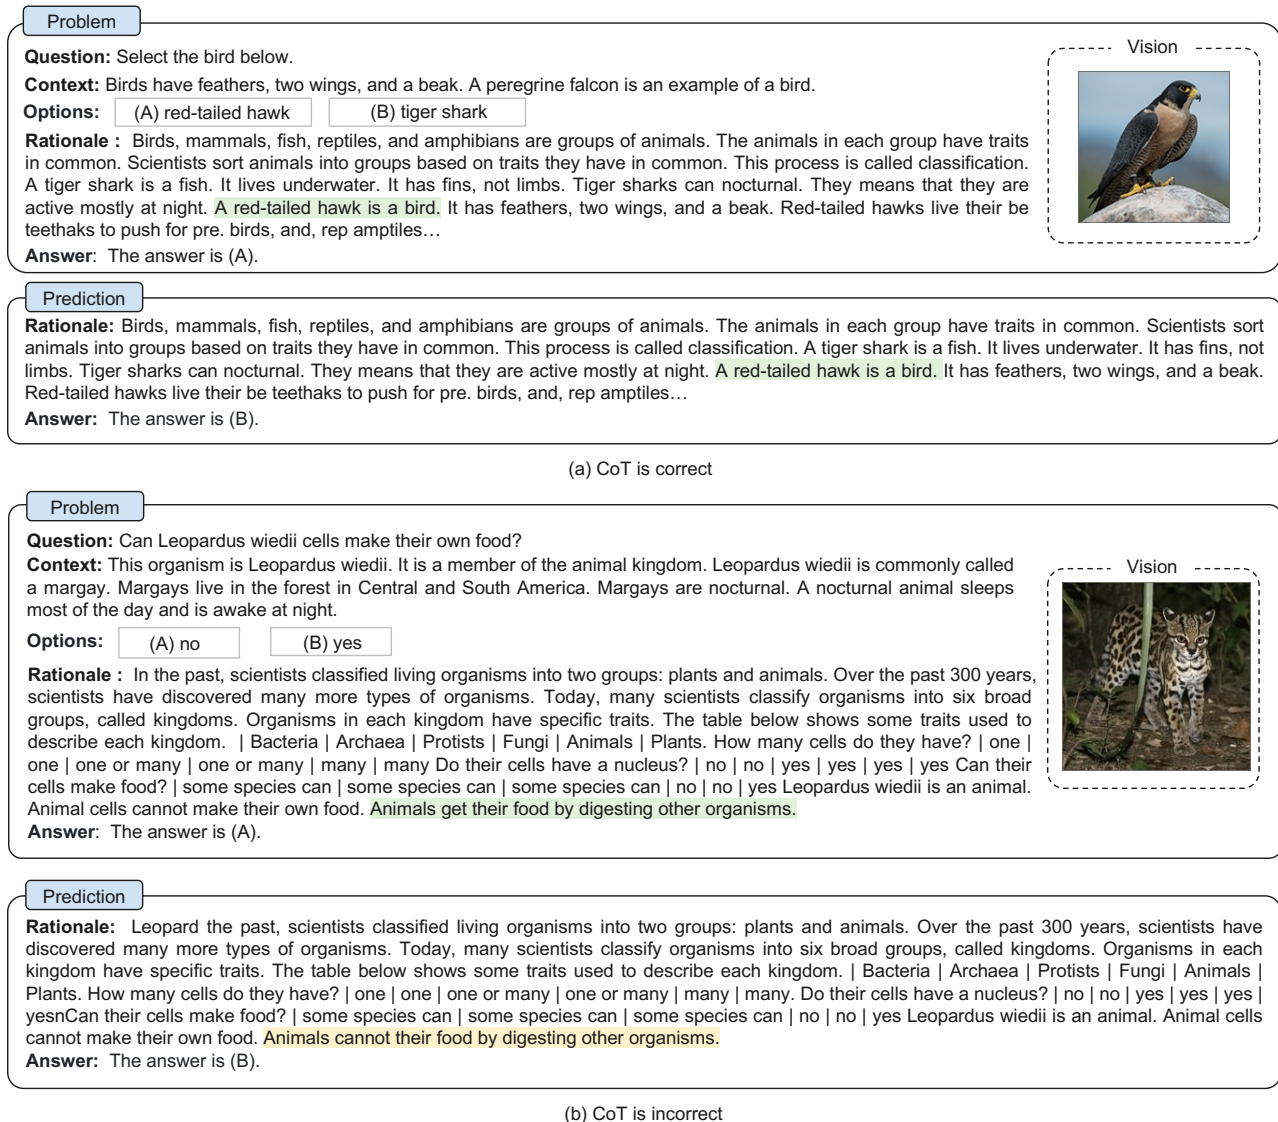 Problem
Question: Select the bird below.
Vision
Context: Birds have feathers, two wings, and a beak. A peregrine falcon is an example of a bird.
Options: (A) red-tailed hawk (B) tiger shark
Rationale : Birds, mammals, fish, reptiles, and amphibians are groups of animals. The animals in each group have traits
in common. Scientists sort animals into groups based on traits they have in common. This process is called classification.
A tiger shark is a fish. It lives underwater. It has fins, not limbs. Tiger sharks can nocturnal. They means that they are
active mostly at night. A red-tailed hawk is a bird. It has feathers, two wings, and a beak. Red-tailed hawks live their be
teethaks to push for pre. birds, and, rep amptiles…
Answer: The answer is (A).
Prediction
Rationale: Birds, mammals, fish, reptiles, and amphibians are groups of animals. The animals in each group have traits in common. Scientists sort
animals into groups based on traits they have in common. This process is called classification. A tiger shark is a fish. It lives underwater. It has fins, not
limbs. Tiger sharks can nocturnal. They means that they are active mostly at night. A red-tailed hawk is a bird. It has feathers, two wings, and a beak.
Red-tailed hawks live their be teethaks to push for pre. birds, and, rep amptiles…
Answer: The answer is (B).
(a) CoT is correct
Problem
Question: Can Leopardus wiedii cells make their own food?
Context: This organism is Leopardus wiedii. It is a member of the animal kingdom. Leopardus wiedii is commonly called
a margay. Margays live in the forest in Central and South America. Margays are nocturnal. A nocturnal animal sleeps
most of the day and is awake at night.
Vision
Options: (A) no (B) yes
Rationale : In the past, scientists classified living organisms into two groups: plants and animals. Over the past 300 years,
scientists have discovered many more types of organisms. Today, many scientists classify organisms into six broad
groups, called kingdoms. Organisms in each kingdom have specific traits. The table below shows some traits used to
describe each kingdom. | Bacteria | Archaea | Protists | Fungi | Animals | Plants. How many cells do they have? | one |
one | one or many | one or many | many | many Do their cells have a nucleus? | no | no | yes | yes | yes | yes Can their
cells make food? | some species can | some species can | some species can | no | no | yes Leopardus wiedii is an animal.
Animal cells cannot make their own food. Animals get their food by digesting other organisms.
Answer: The answer is (A).
Prediction
Rationale: Leopard the past, scientists classified living organisms into two groups: plants and animals. Over the past 300 years, scientists have
discovered many more types of organisms. Today, many scientists classify organisms into six broad groups, called kingdoms. Organisms in each
kingdom have specific traits. The table below shows some traits used to describe each kingdom. | Bacteria | Archaea | Protists | Fungi | Animals |
Plants. How many cells do they have? | one | one | one or many | one or many | many | many. Do their cells have a nucleus? | no | no | yes | yes | yes |
yesnCan their cells make food? | some species can | some species can | some species can | no | no | yes Leopardus wiedii is an animal. Animal cells
cannot make their own food. Animals cannot their food by digesting other organisms.
Answer: The answer is (B).
(b) CoT is incorrect